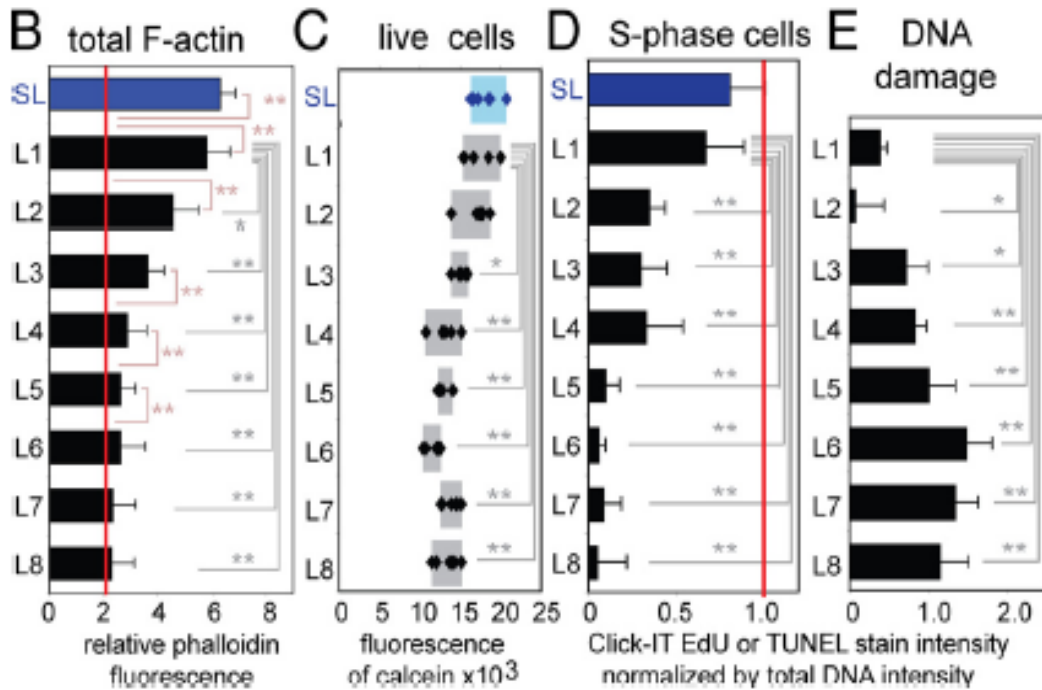 B total F-actin
SL
L1
L2
L3
L4
L5
L6
L7
L8
** ** ** ** ** **
* ** ** ** ** ** **
0 2 4 6 8
relative phalloidin
fluorescence
C live cells
SL
L1
L2
L3
L4
L5
L6
L7
L8
* ** ** ** ** **
0 10 15 20 25
fluorescence
of calcein x10³
D S-phase cells
SL
L1
L2
L3
L4
L5
L6
L7
L8
** ** ** ** ** ** **
0 0.5 1.0
E DNA
damage
L1
L2
L3
L4
L5
L6
L7
L8
* * ** ** ** ** **
0 1.0 2.0
Click-IT EdU or TUNEL stain intensity
normalized by total DNA intensity